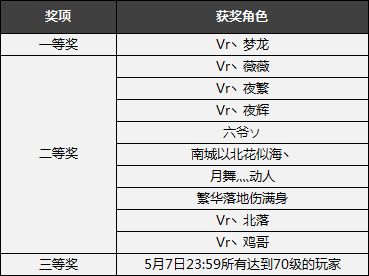 奖项 获奖角色
一等奖 Vr丶梦龙
Vr丶薇薇
Vr丶夜繁
Vr丶夜辉
六爷ソ
二等奖 南城以北花似海丶
月舞灬动人
繁华落地伤满身
Vr丶北落
Vr丶鸡哥
三等奖 5月7日23:59所有达到70级的玩家